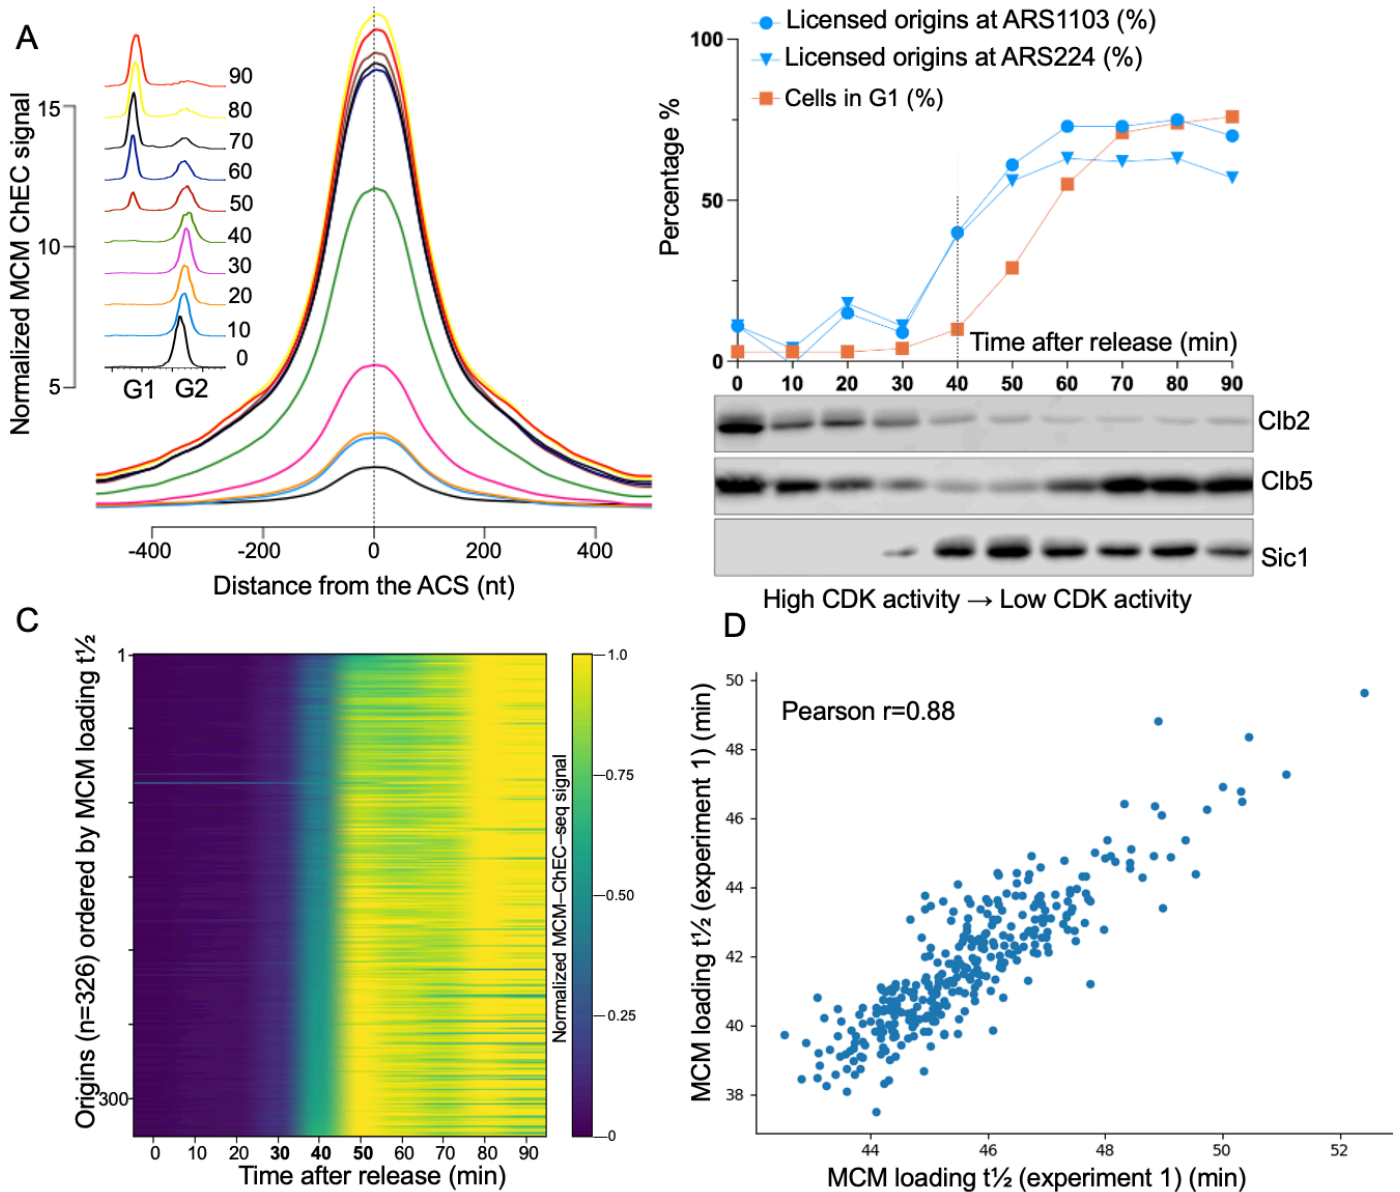 A
Normalized MCM ChEC signal
15
10
5
90
80
70
60
50
40
30
20
10
0
G1 G2
-400 -200 0 200 400
Distance from the ACS (nt)
Licensed origins at ARS1103 (%)
Licensed origins at ARS224 (%)
Cells in G1 (%)
Percentage %
100
50
0
Time after release (min)
0 10 20 30 40 50 60 70 80 90
Clb2
Clb5
Sic1
High CDK activity → Low CDK activity
C
Origins (n=326) ordered by MCM loading t½
1
300
0 10 20 30 40 50 60 70 80 90
Time after release (min)
Normalized MCM–ChEC–seq signal
1.0
0.75
0.50
0.25
0
D
Pearson r=0.88
MCM loading t½ (experiment 1) (min)
50
48
46
44
42
40
38
44 46 48 50 52
MCM loading t½ (experiment 1) (min)